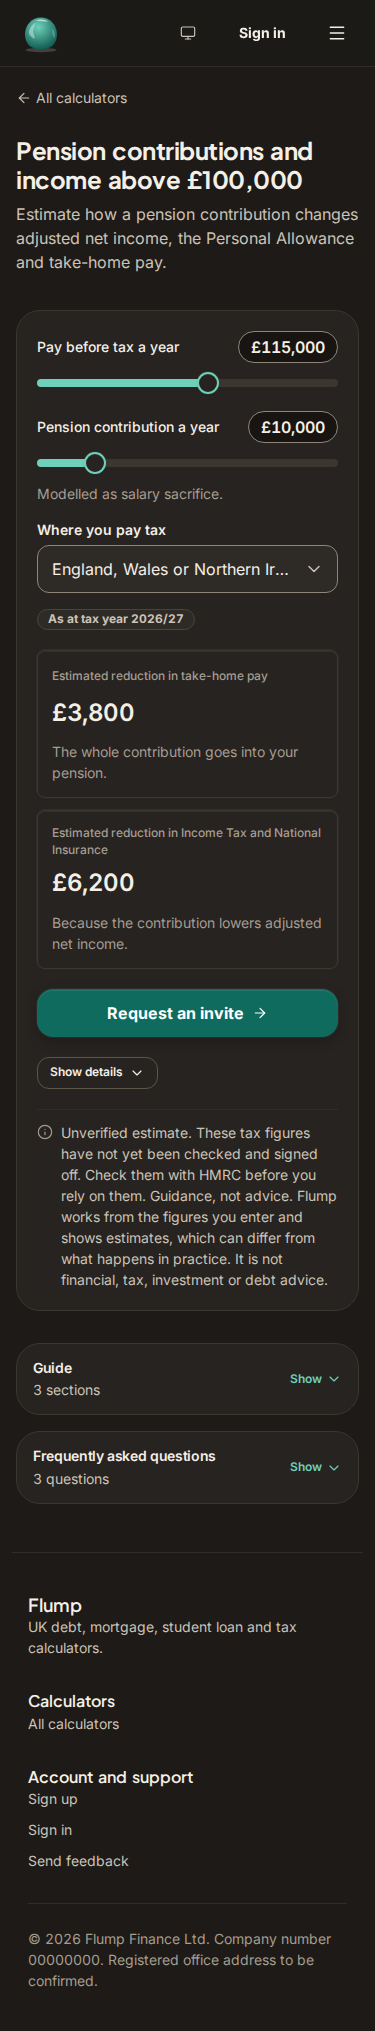 Sign in
All calculators
Pension contributions and
income above £100,000
Estimate how a pension contribution changes
adjusted net income, the Personal Allowance
and take-home pay.
Pay before tax a year
£115,000
Pension contribution a year
£10,000
Modelled as salary sacrifice.
Where you pay tax
England, Wales or Northern Ir...
As at tax year 2026/27
Estimated reduction in take-home pay
£3,800
The whole contribution goes into your
pension.
Estimated reduction in Income Tax and National
Insurance
£6,200
Because the contribution lowers adjusted
net income.
Request an invite
Show details
Unverified estimate. These tax figures
have not yet been checked and signed
off. Check them with HMRC before you
rely on them. Guidance, not advice. Flump
works from the figures you enter and
shows estimates, which can differ from
what happens in practice. It is not
financial, tax, investment or debt advice.
Guide
3 sections
Show
Frequently asked questions
3 questions
Show
Flump
UK debt, mortgage, student loan and tax
calculators.
Calculators
All calculators
Account and support
Sign up
Sign in
Send feedback
© 2026 Flump Finance Ltd. Company number
00000000. Registered office address to be
confirmed.